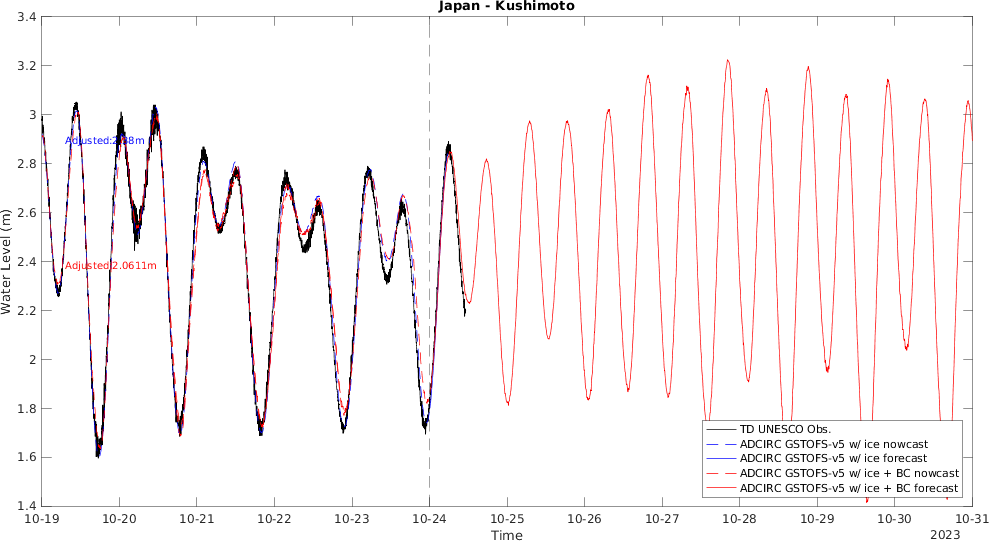 Japan - Kushimoto
3.4
3.2
3
2.8
2.6
2.4
2.2
2
1.8
1.6
1.4
Water Level (m)
Adjusted:
Adjusted:2.0611m
10-19
10-20
10-21
10-22
10-23
10-24
10-25
10-26
10-27
10-28
10-29
10-30
10-31
Time
2023
TD UNESCO Obs.
ADCIRC GSTOFS-v5 w/ ice nowcast
ADCIRC GSTOFS-v5 w/ ice forecast
ADCIRC GSTOFS-v5 w/ ice + BC nowcast
ADCIRC GSTOFS-v5 w/ ice + BC forecast